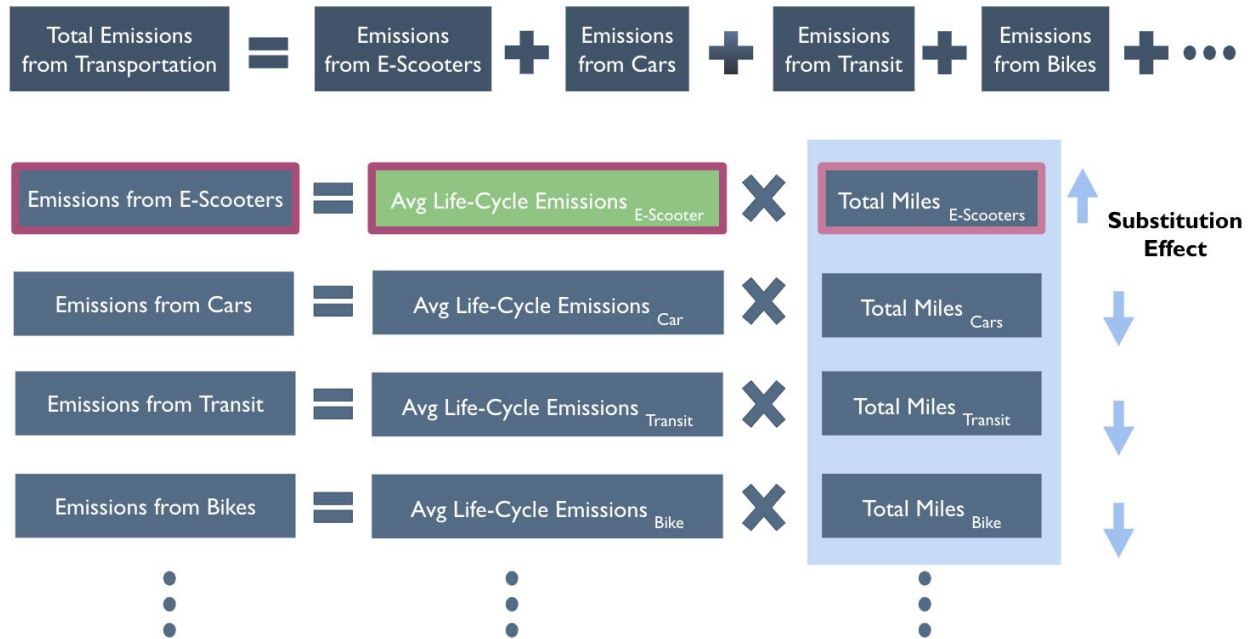 Total Emissions from Transportation = Emissions from E-Scooters + Emissions from Cars + Emissions from Transit + Emissions from Bikes + •••
Emissions from E-Scooters = Avg Life-Cycle Emissions E-Scooter × Total Miles E-Scooters
Substitution
Effect
Emissions from Cars = Avg Life-Cycle Emissions Car × Total Miles Cars
Emissions from Transit = Avg Life-Cycle Emissions Transit × Total Miles Transit
Emissions from Bikes = Avg Life-Cycle Emissions Bike × Total Miles Bike